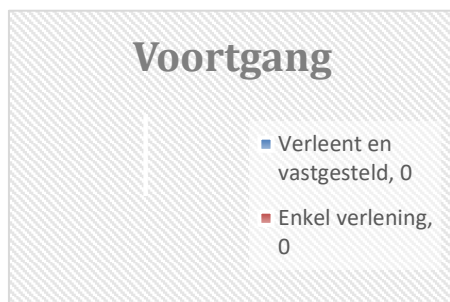 Voortgang
Verleent en
vastgesteld, 0
Enkel verlening,
0